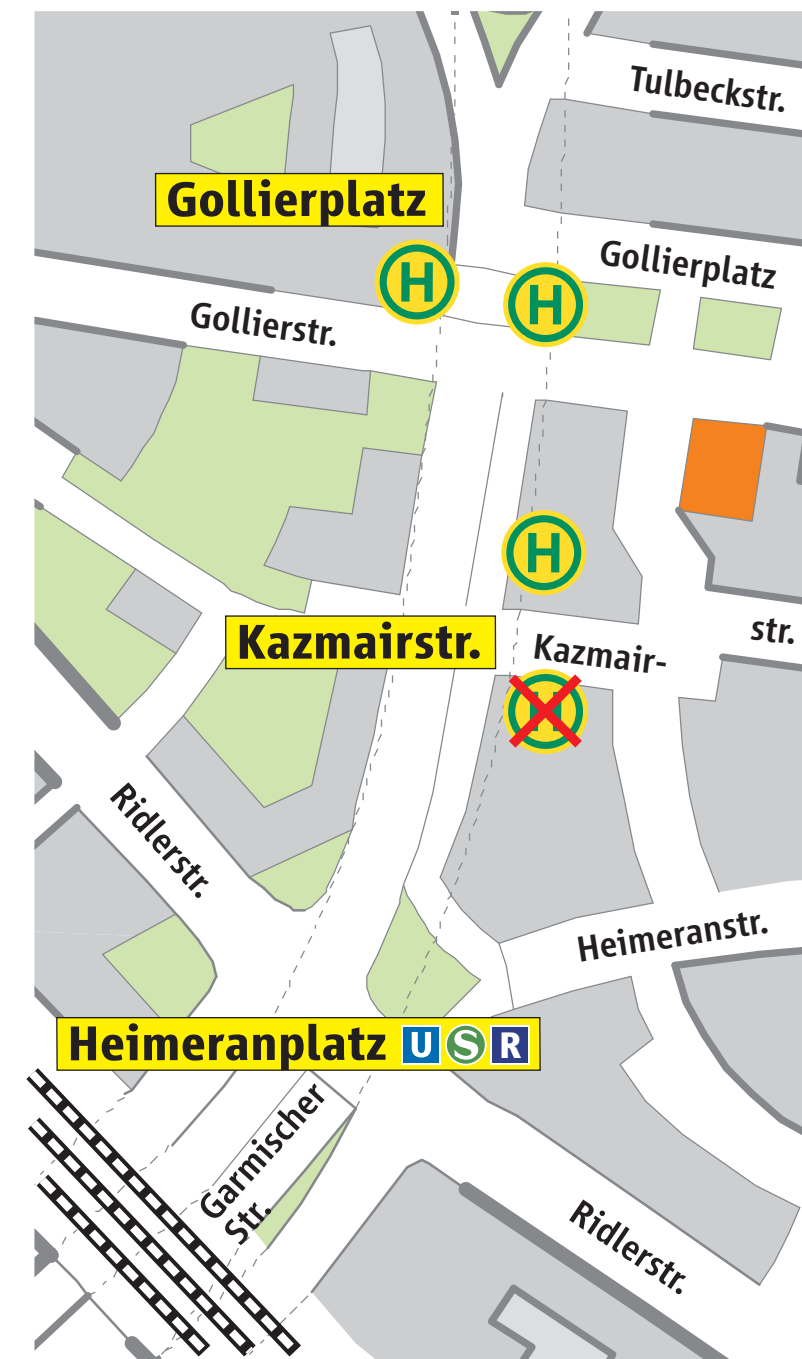 Tulbeckstr.
Gollierplatz
Gollierplatz
H
H
Gollierstr.
H
Kazmairstr.
Kazmair-
str.
H
Ridlerstr.
Heimeranstr.
Heimeranplatz U S R
Garmischer
Str.
Ridlerstr.